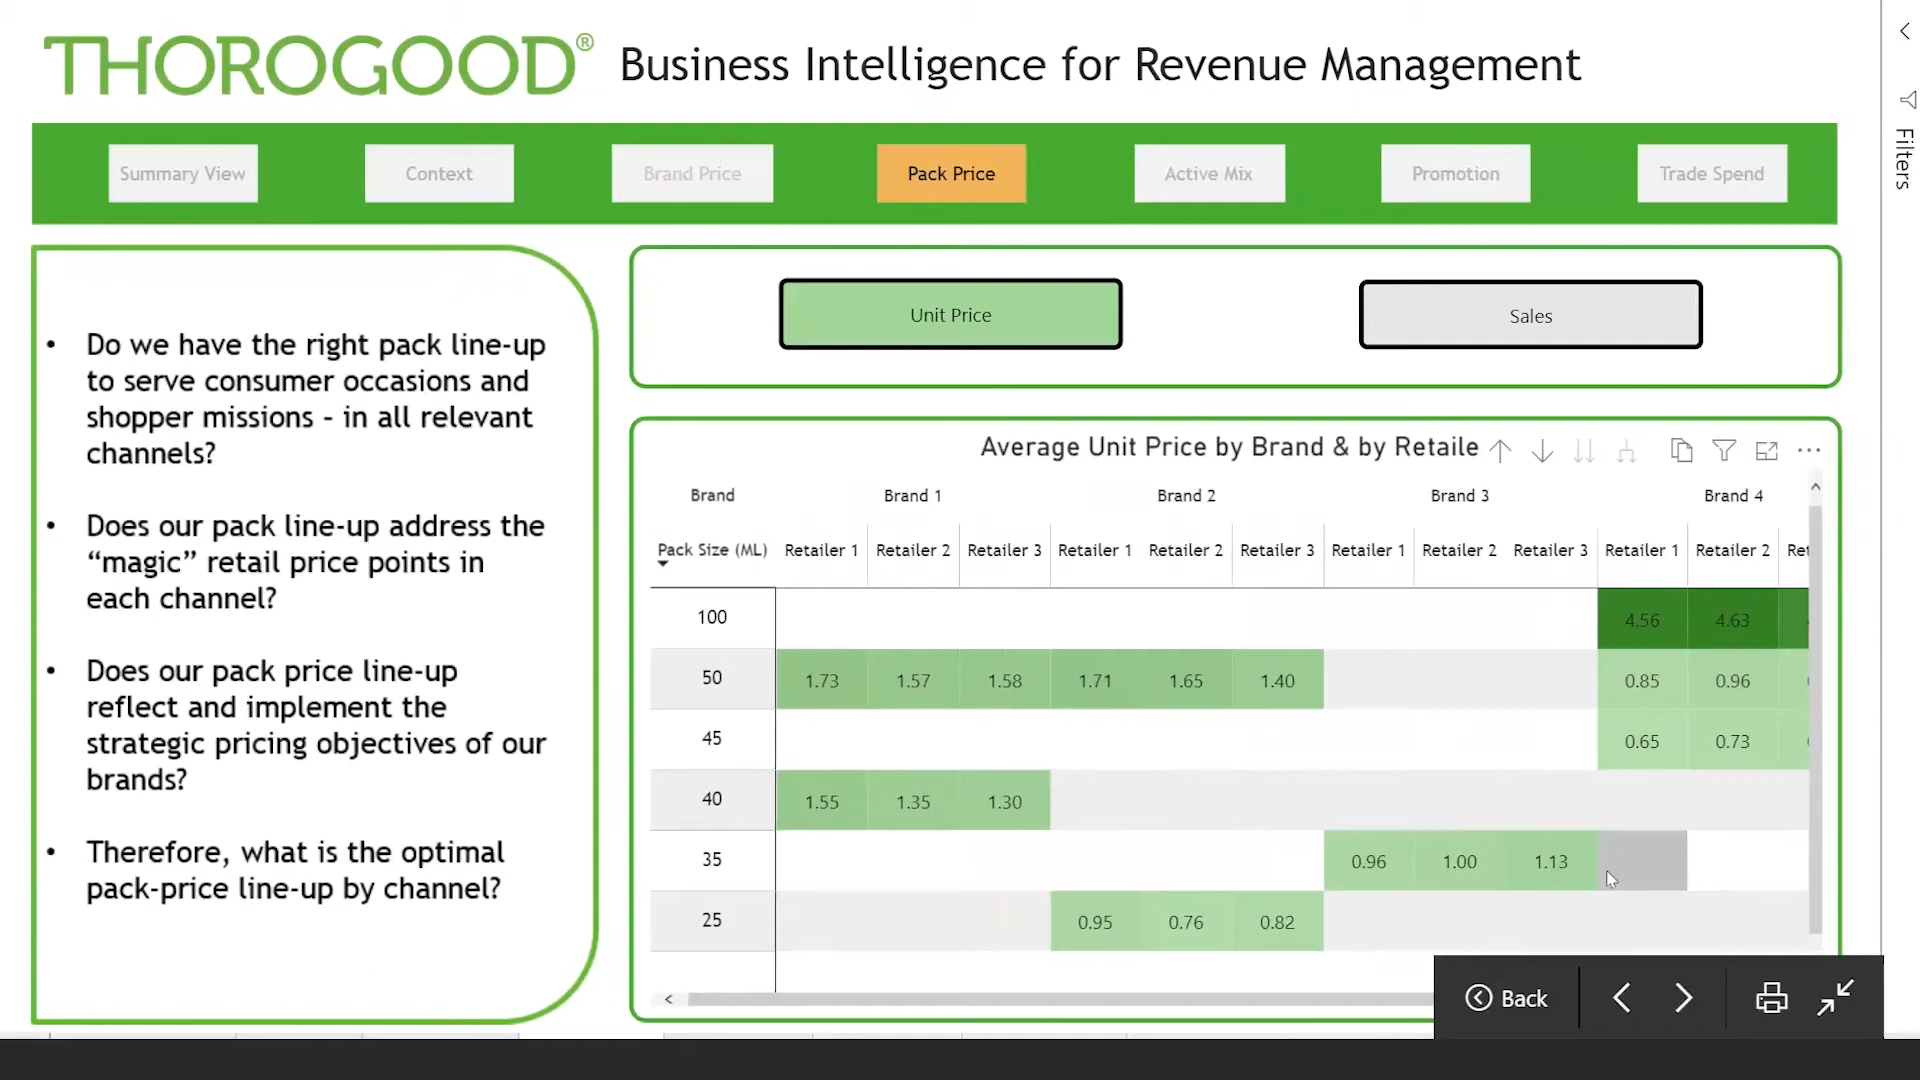 THOROGOOD® Business Intelligence for Revenue Management
Filters
Summary View Context Brand Price Pack Price Active Mix Promotion Trade Spend
• Do we have the right pack line-up
to serve consumer occasions and
shopper missions - in all relevant
channels?
• Does our pack line-up address the
“magic” retail price points in
each channel?
• Does our pack price line-up
reflect and implement the
strategic pricing objectives of our
brands?
• Therefore, what is the optimal
pack-price line-up by channel?
Unit Price Sales
Average Unit Price by Brand & by Retaile
Brand Brand 1 Brand 2 Brand 3 Brand 4
Pack Size (ML) Retailer 1 Retailer 2 Retailer 3 Retailer 1 Retailer 2 Retailer 3 Retailer 1 Retailer 2 Retailer 3 Retailer 1 Retailer 2 Ret
100 4.56 4.63
50 1.73 1.57 1.58 1.71 1.65 1.40 0.85 0.96
45 0.65 0.73
40 1.55 1.35 1.30
35 0.96 1.00 1.13
25 0.95 0.76 0.82
Back